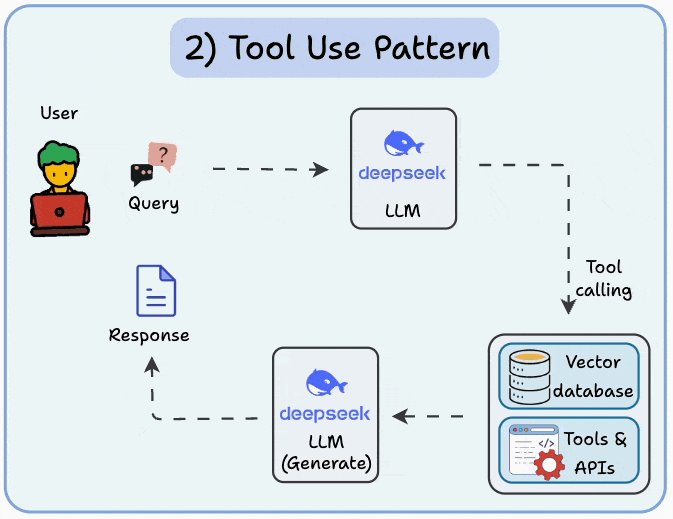 2) Tool Use Pattern
User
?
Query
deepseek
LLM
Tool
calling
Response
Vector
database
deepseek
LLM
(Generate)
</>
Tools &
APIs